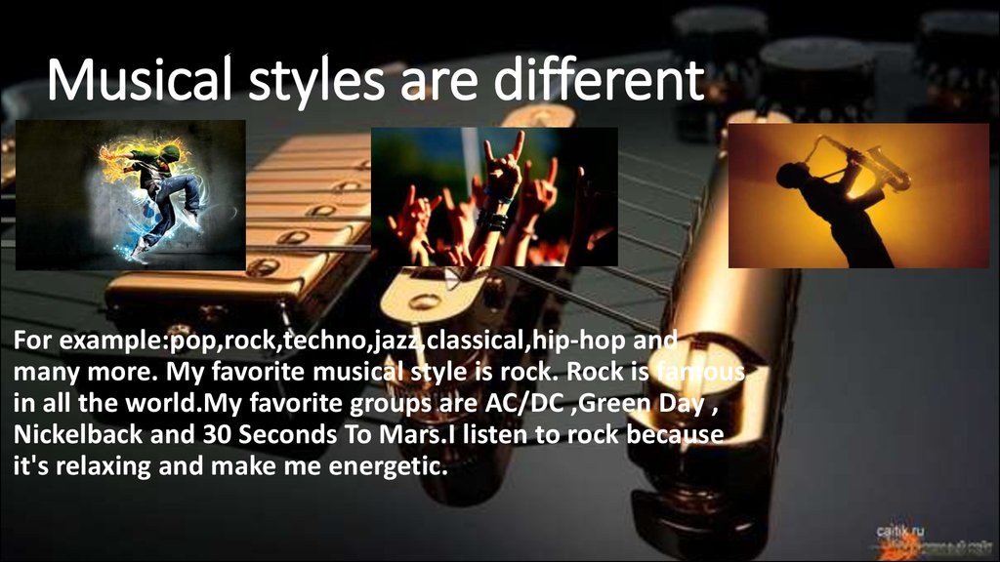 Musical styles are different
For example:pop,rock,techno,jazz,classical,hip-hop and
many more. My favorite musical style is rock. Rock is famous
in all the world.My favorite groups are AC/DC ,Green Day ,
Nickelback and 30 Seconds To Mars.I listen to rock because
it's relaxing and make me energetic.
caitik.ru